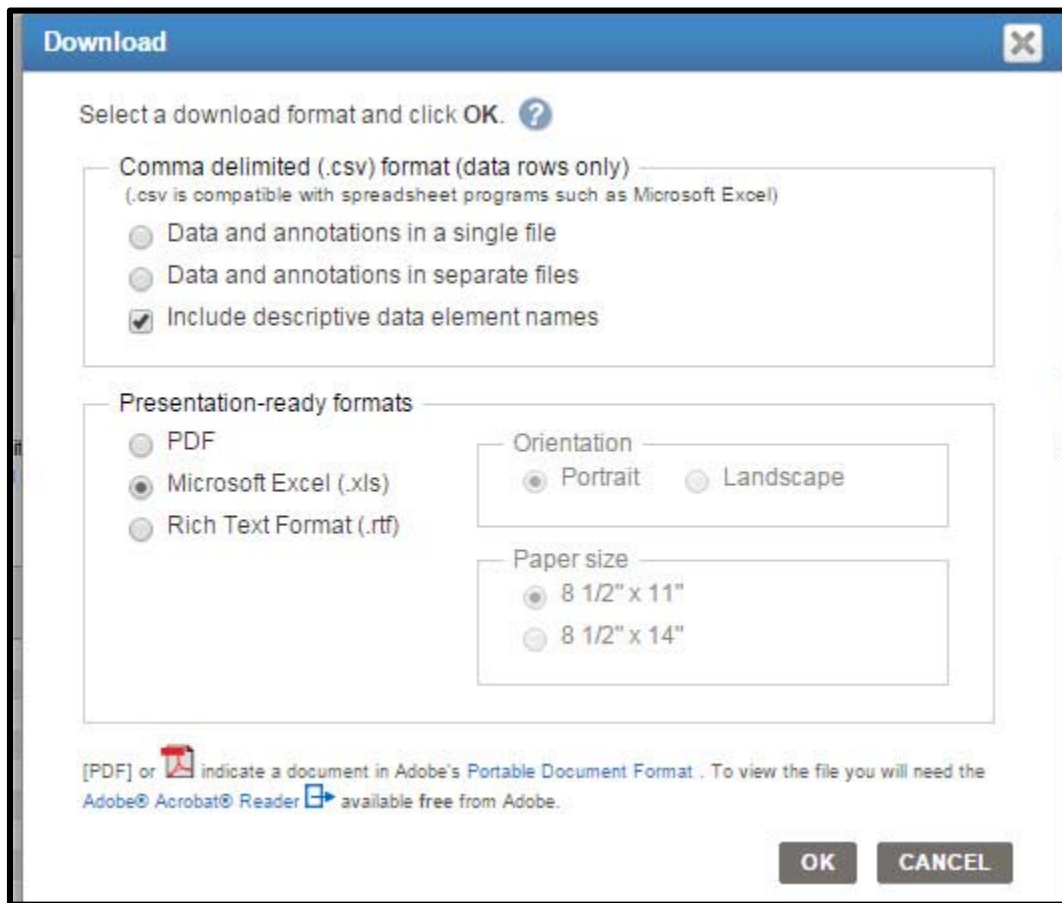 Download
Select a download format and click OK.
Comma delimited (.csv) format (data rows only)
(.csv is compatible with spreadsheet programs such as Microsoft Excel)
Data and annotations in a single file
Data and annotations in separate files
Include descriptive data element names
Presentation-ready formats
PDF
Microsoft Excel (.xls)
Rich Text Format (.rtf)
Orientation
Portrait Landscape
Paper size
8 1/2" x 11"
8 1/2" x 14"
[PDF] or indicate a document in Adobe's Portable Document Format . To view the file you will need the
Adobe® Acrobat® Reader available free from Adobe.
OK CANCEL